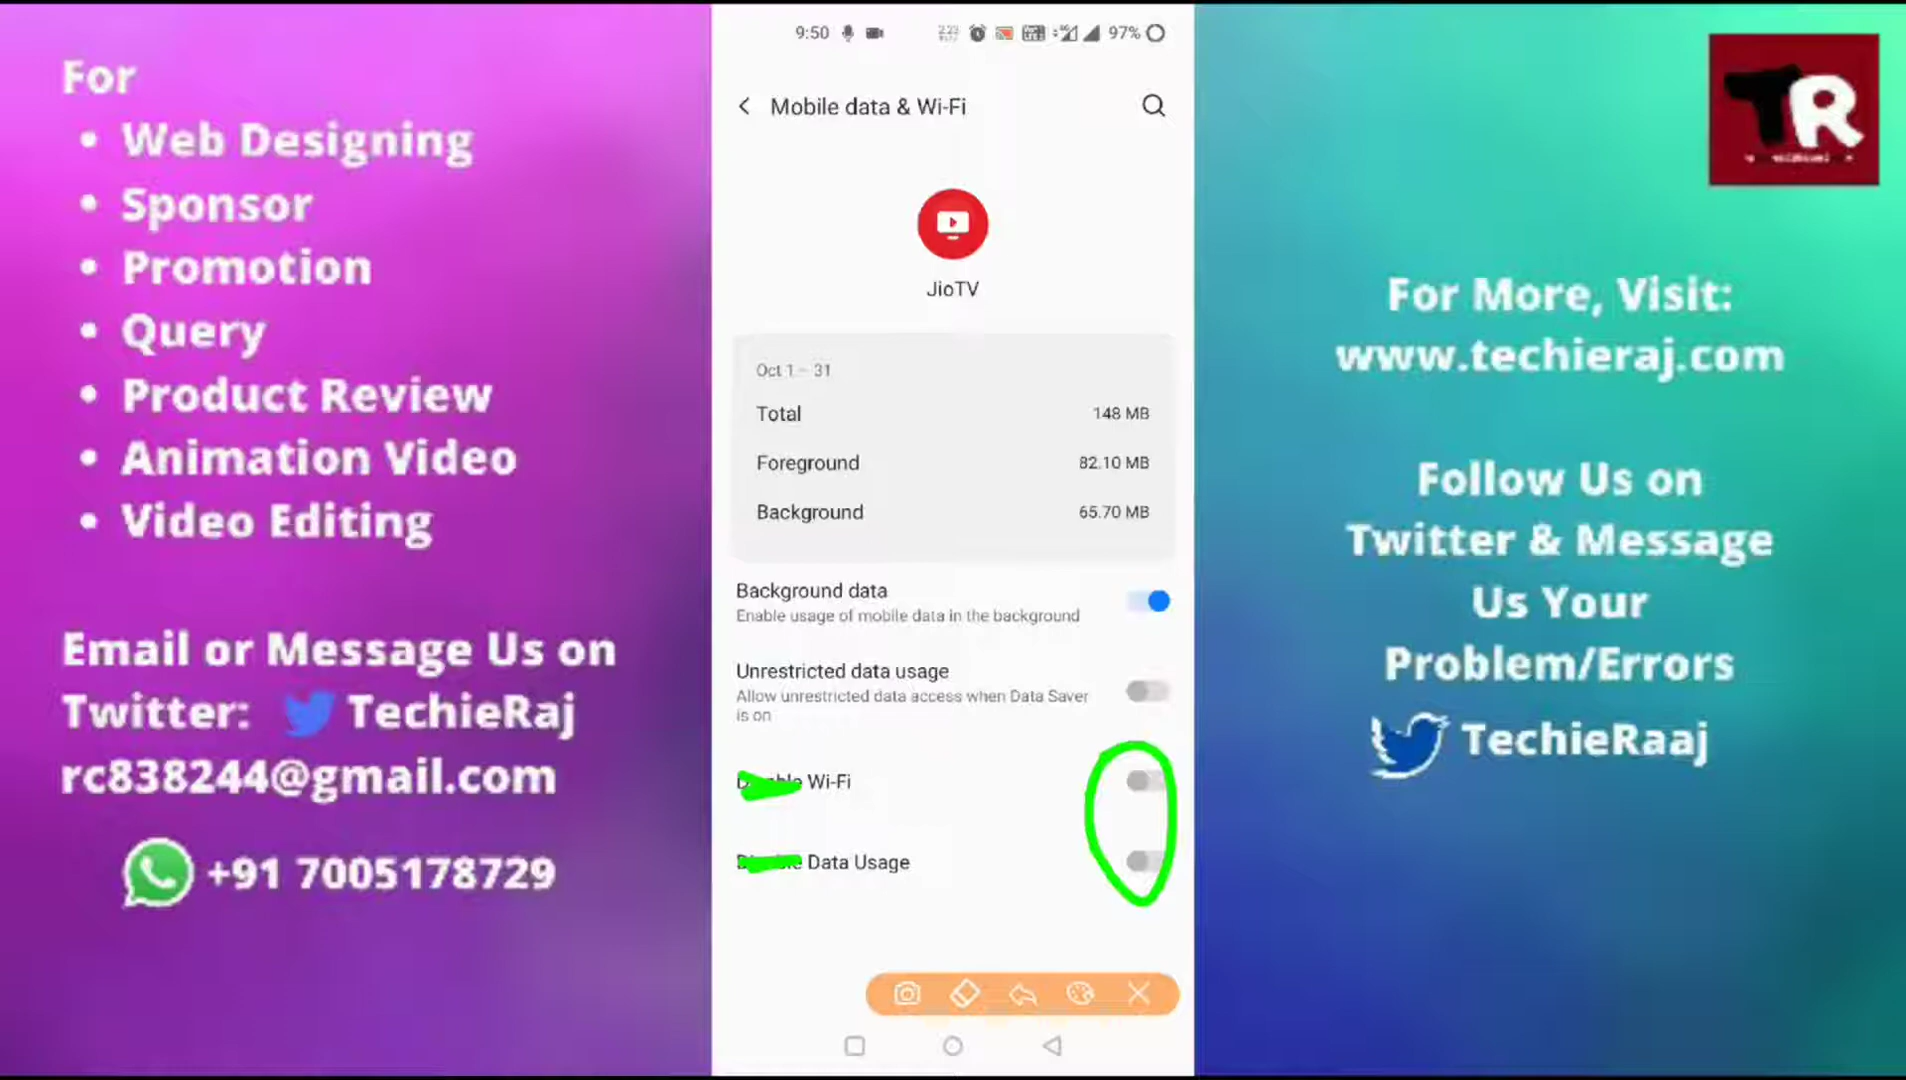 For
• Web Designing
• Sponsor
• Promotion
• Query
• Product Review
• Animation Video
• Video Editing
Email or Message Us on
Twitter: TechieRaj
rc838244@gmail.com
+91 7005178729
9:50
97%
Mobile data & Wi-Fi
JioTV
Oct 1 – 31
Total 148 MB
Foreground 82.10 MB
Background 65.70 MB
Background data
Enable usage of mobile data in the background
Unrestricted data usage
Allow unrestricted data access when Data Saver
is on
Wi-Fi
Data Usage
TR
For More, Visit:
www.techieraj.com
Follow Us on
Twitter & Message
Us Your
Problem/Errors
TechieRaaj